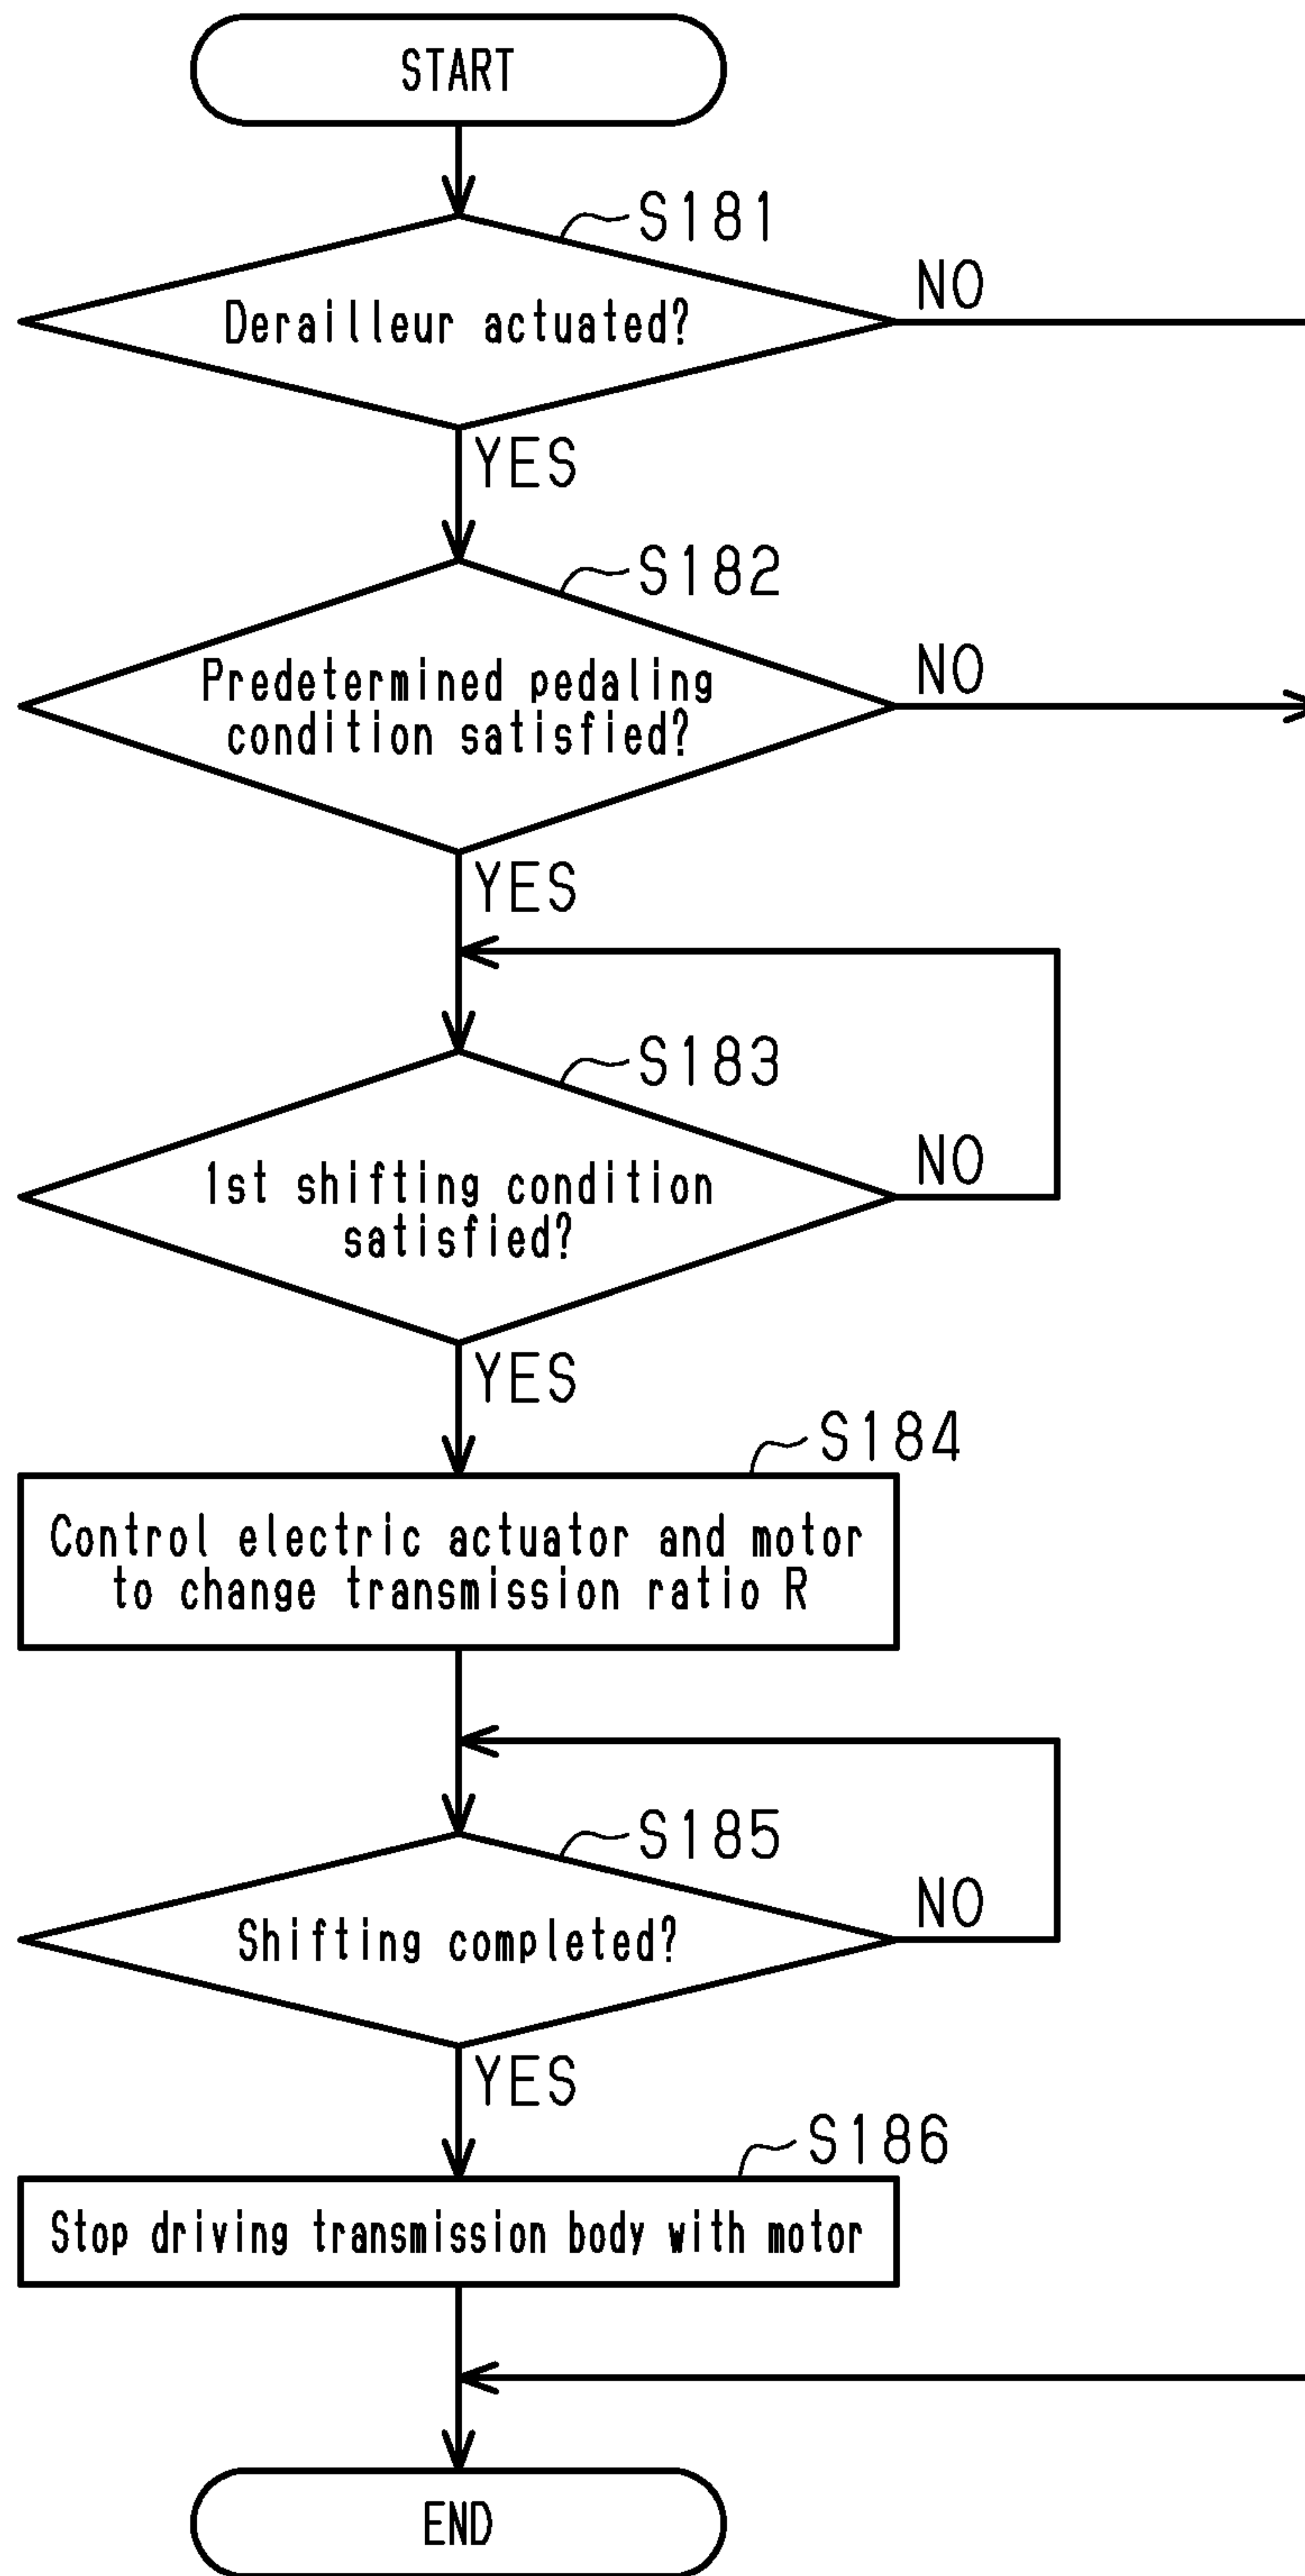 START
S181
Derailleur actuated?
NO
YES
S182
Predetermined pedaling
condition satisfied?
NO
YES
S183
1st shifting condition
satisfied?
NO
YES
S184
Control electric actuator and motor
to change transmission ratio R
S185
Shifting completed?
NO
YES
S186
Stop driving transmission body with motor
END